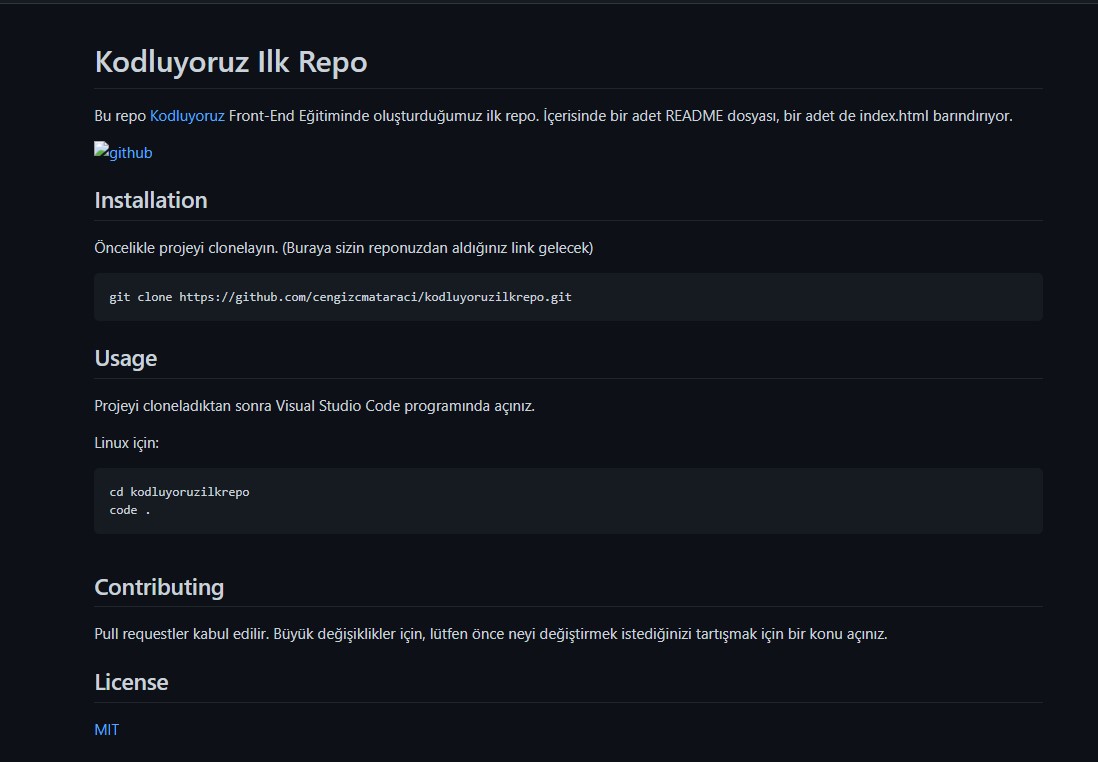 Kodluyoruz Ilk Repo
Bu repo Kodluyoruz Front-End Eğitiminde oluşturduğumuz ilk repo. İçerisinde bir adet README dosyası, bir adet de index.html barındırıyor.
github
Installation
Öncelikle projeyi clonelayın. (Buraya sizin reponuzdan aldığınız link gelecek)
git clone https://github.com/cengizcmataraci/kodluyoruzilkrepo.git
Usage
Projeyi cloneladıktan sonra Visual Studio Code programında açınız.
Linux için:
cd kodluyoruzilkrepo
code .
Contributing
Pull requestler kabul edilir. Büyük değişiklikler için, lütfen önce neyi değiştirmek istediğinizi tartışmak için bir konu açınız.
License
MIT